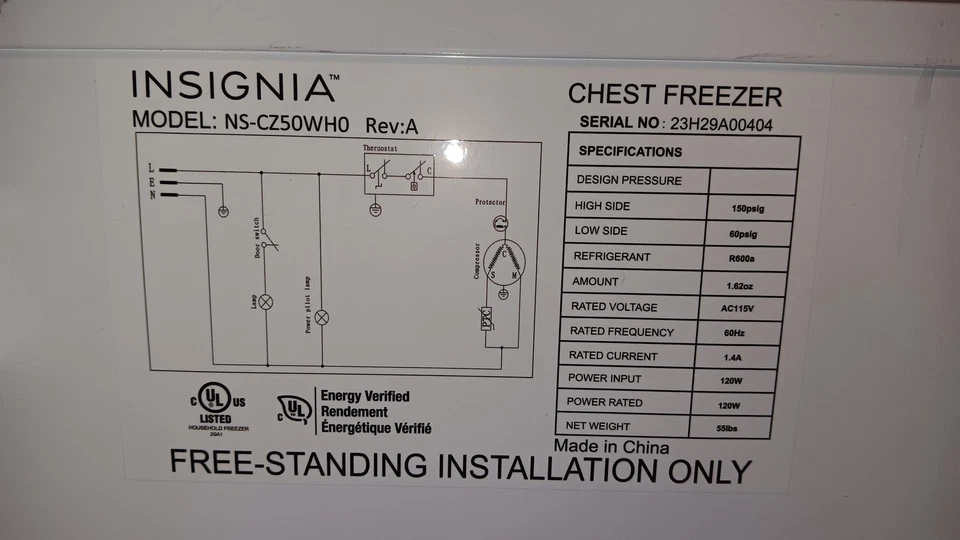 INSIGNIA™
MODEL: NS-CZ50WH0 Rev:A
Thermostat
L
C
L
E
N
Door switch
Lamp
Power pilot lamp
Protector
Compressor
C
S M
PTC
C UL US
®
LISTED
HOUSEHOLD FREEZER
20A1
C UL
Energy Verified
Rendement
Énergétique Vérifié
CHEST FREEZER
SERIAL NO: 23H29A00404
SPECIFICATIONS
DESIGN PRESSURE
HIGH SIDE 150psig
LOW SIDE 60psig
REFRIGERANT R600a
AMOUNT 1.62oz
RATED VOLTAGE AC115V
RATED FREQUENCY 60Hz
RATED CURRENT 1.4A
POWER INPUT 120W
POWER RATED 120W
NET WEIGHT 55lbs
Made in China
FREE-STANDING INSTALLATION ONLY